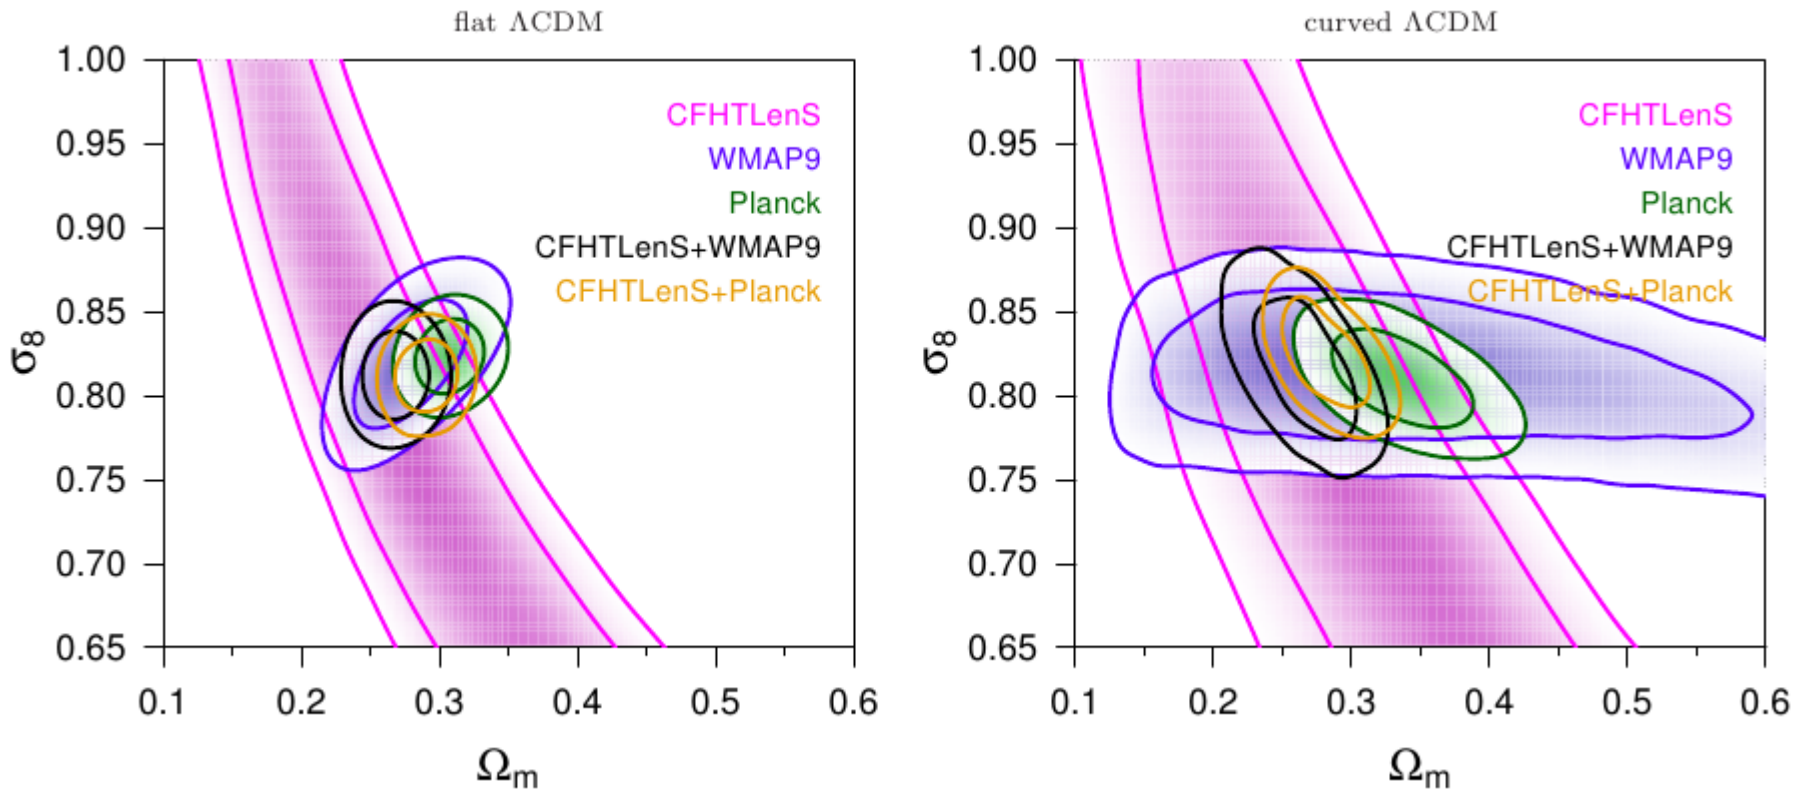 flat ΛCDM
1.00
0.95
0.90
0.85
0.80
0.75
0.70
0.65
σ8
CFHTLenS
WMAP9
Planck
CFHTLenS+WMAP9
CFHTLenS+Planck
0.1 0.2 0.3 0.4 0.5 0.6
Ωm
curved ΛCDM
1.00
0.95
0.90
0.85
0.80
0.75
0.70
0.65
σ8
CFHTLenS
WMAP9
Planck
CFHTLenS+WMAP9
CFHTLenS+Planck
0.1 0.2 0.3 0.4 0.5 0.6
Ωm